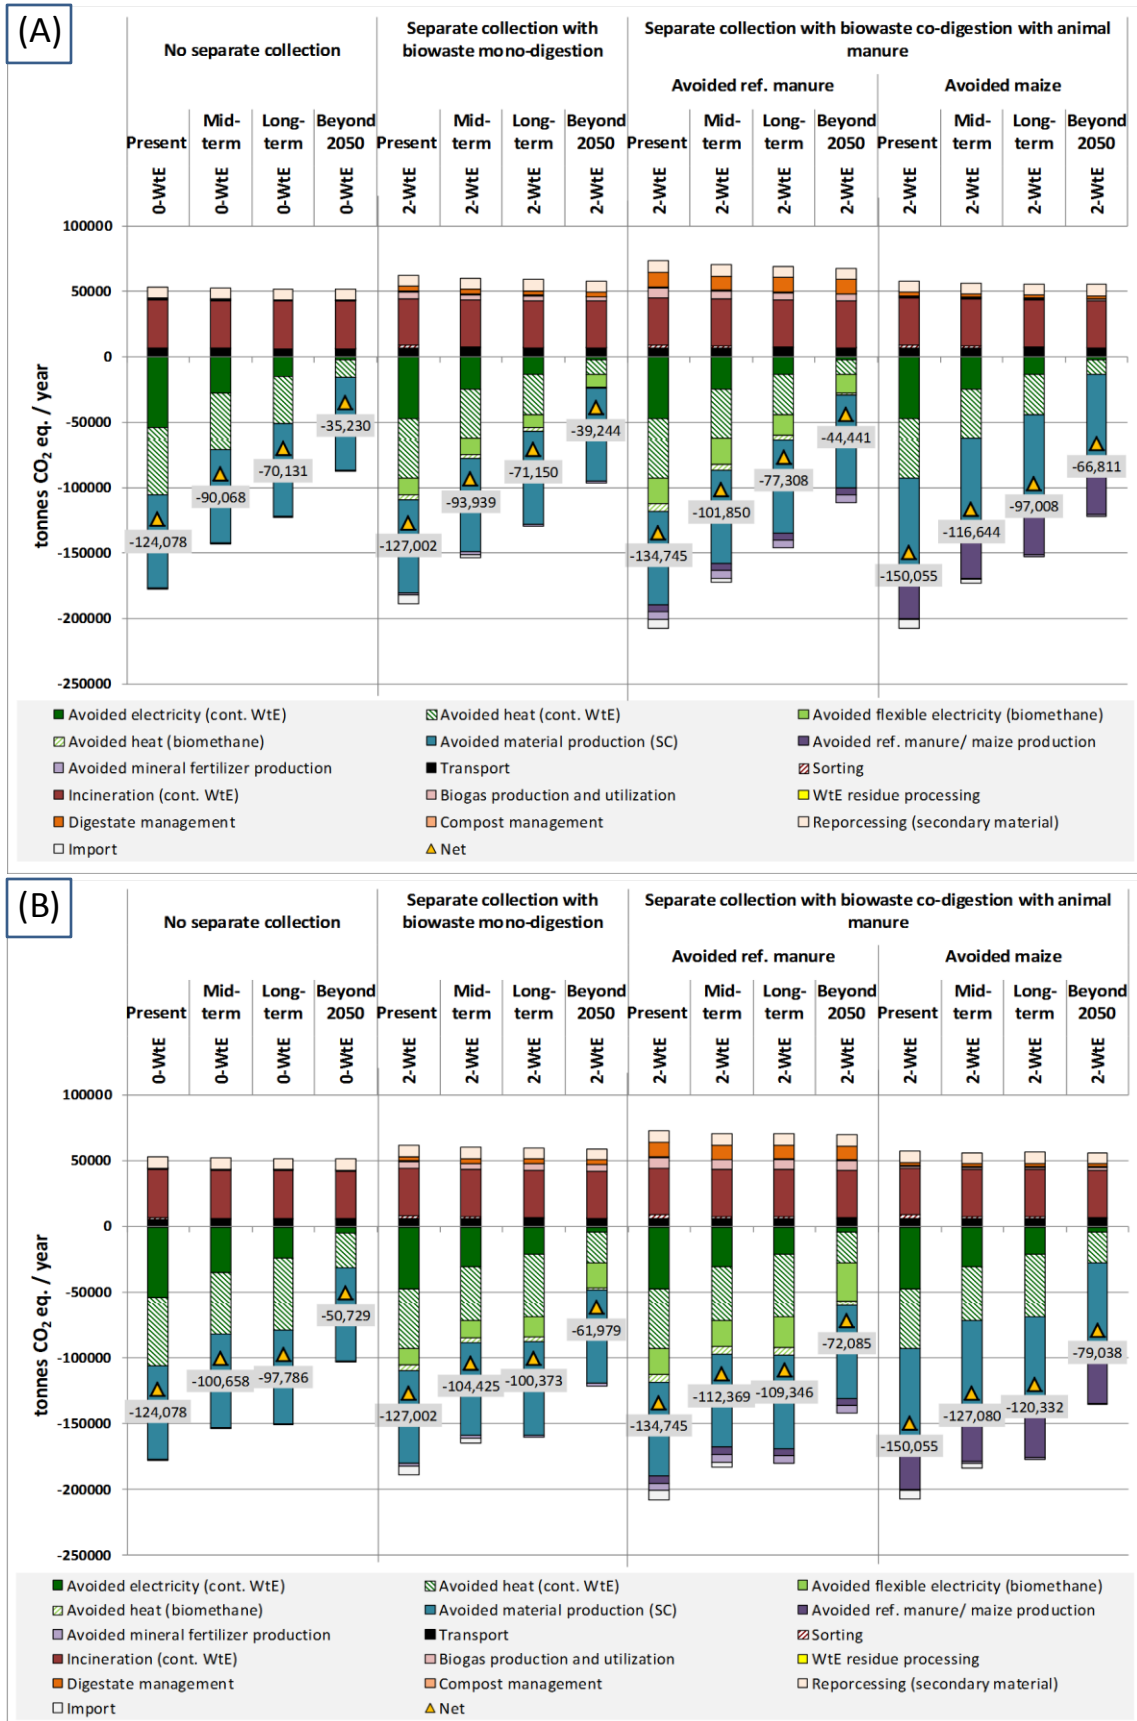 (A)
No separate collection
Separate collection with
biowaste mono-digestion
Separate collection with biowaste co-digestion with animal
manure
Avoided ref. manure
Avoided maize
Present Mid-term Long-term Beyond 2050 Present Mid-term Long-term Beyond 2050 Present Mid-term Long-term Beyond 2050 Present Mid-term Long-term Beyond 2050
0-WtE 0-WtE 0-WtE 0-WtE 2-WtE 2-WtE 2-WtE 2-WtE 2-WtE 2-WtE 2-WtE 2-WtE 2-WtE 2-WtE 2-WtE 2-WtE
tonnes CO₂ eq. / year
100000
50000
0
-50000
-100000
-150000
-200000
-250000
-124,078
-90,068
-70,131
-35,230
-127,002
-93,939
-71,150
-39,244
-134,745
-101,850
-77,308
-44,441
-150,055
-116,644
-97,008
-66,811
Avoided electricity (cont. WtE) Avoided heat (cont. WtE) Avoided flexible electricity (biomethane)
Avoided heat (biomethane) Avoided material production (SC) Avoided ref. manure/ maize production
Avoided mineral fertilizer production Transport Sorting
Incineration (cont. WtE) Biogas production and utilization WtE residue processing
Digestate management Compost management Reporcessing (secondary material)
Import Net
(B)
No separate collection
Separate collection with
biowaste mono-digestion
Separate collection with biowaste co-digestion with animal
manure
Avoided ref. manure
Avoided maize
Present Mid-term Long-term Beyond 2050 Present Mid-term Long-term Beyond 2050 Present Mid-term Long-term Beyond 2050 Present Mid-term Long-term Beyond 2050
0-WtE 0-WtE 0-WtE 0-WtE 2-WtE 2-WtE 2-WtE 2-WtE 2-WtE 2-WtE 2-WtE 2-WtE 2-WtE 2-WtE 2-WtE 2-WtE
tonnes CO₂ eq. / year
100000
50000
0
-50000
-100000
-150000
-200000
-250000
-124,078
-100,658
-97,786
-50,729
-127,002
-104,425
-100,373
-61,979
-134,745
-112,369
-109,346
-72,085
-150,055
-127,080
-120,332
-79,038
Avoided electricity (cont. WtE) Avoided heat (cont. WtE) Avoided flexible electricity (biomethane)
Avoided heat (biomethane) Avoided material production (SC) Avoided ref. manure/ maize production
Avoided mineral fertilizer production Transport Sorting
Incineration (cont. WtE) Biogas production and utilization WtE residue processing
Digestate management Compost management Reporcessing (secondary material)
Import Net